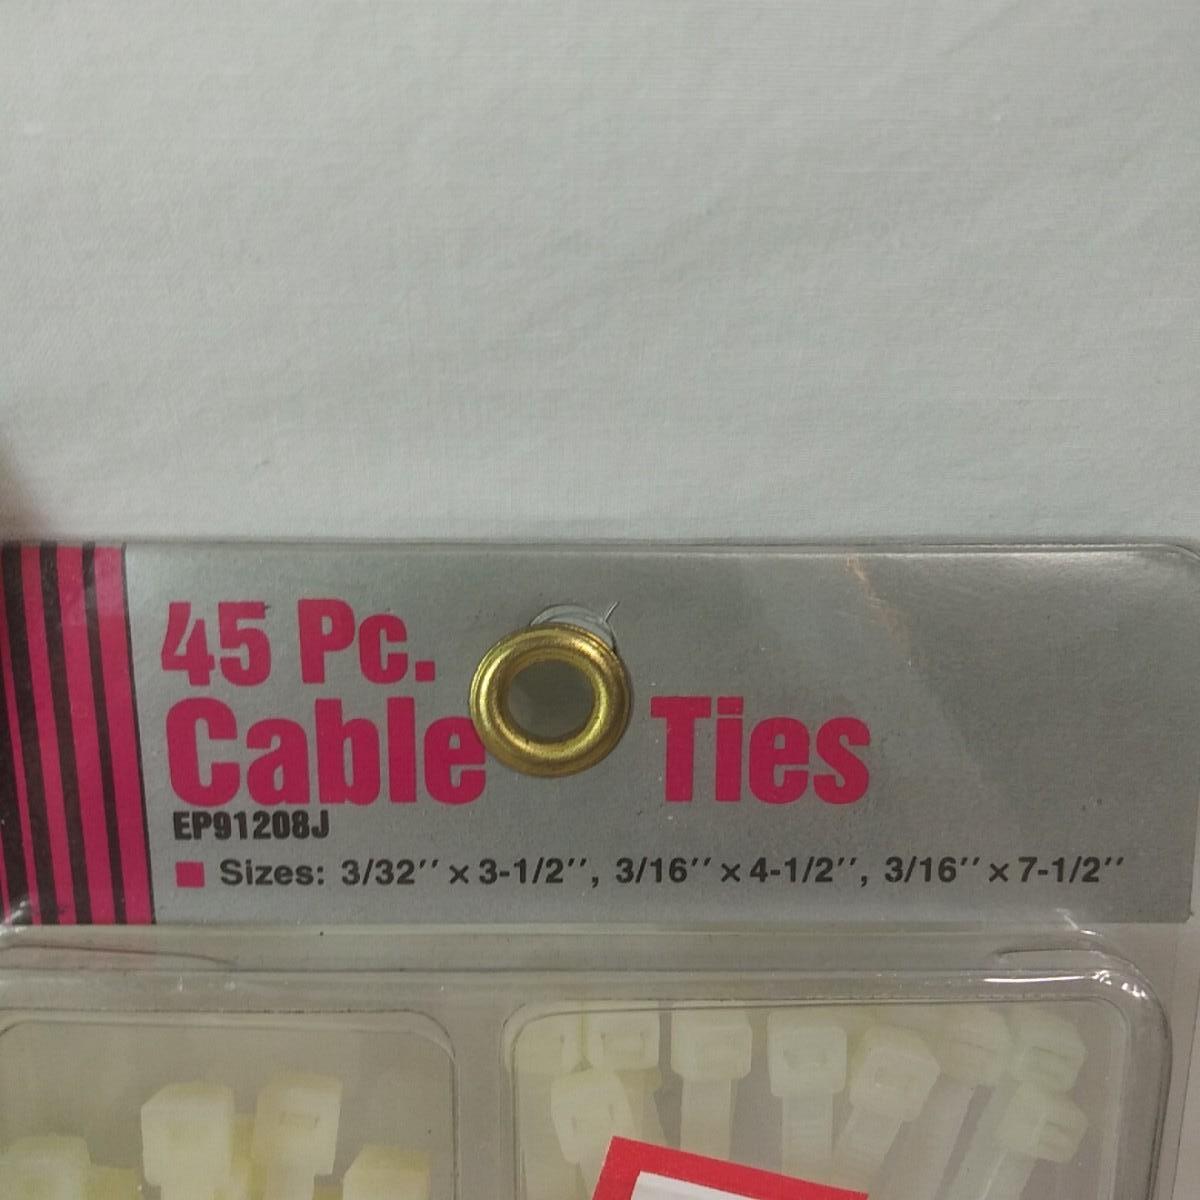 45 Pc.
Cable Ties
EP91208J
■ Sizes: 3/32'' x 3-1/2'', 3/16'' x 4-1/2'', 3/16'' x 7-1/2''